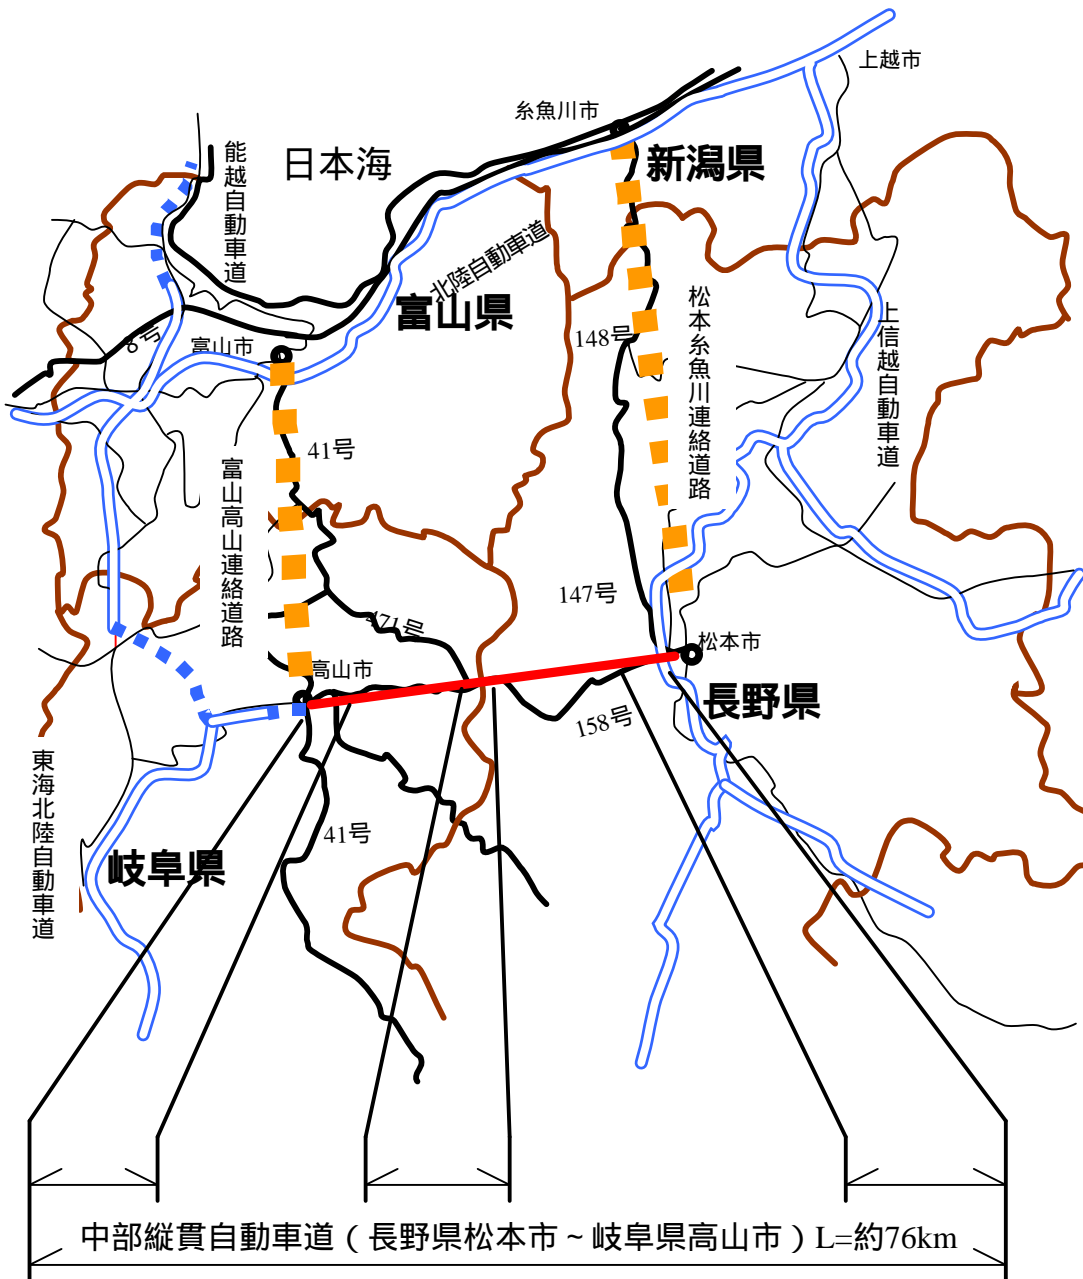 上越市
糸魚川市
能越自動車道
日本海
新潟県
北陸自動車道
松本糸魚川連絡道路
富山県
上信越自動車道
8号
富山市
148号
41号
富山高山連絡道路
147号
471号
松本市
高山市
長野県
158号
東海北陸自動車道
41号
岐阜県
中部縦貫自動車道（長野県松本市~岐阜県高山市）L=約76km